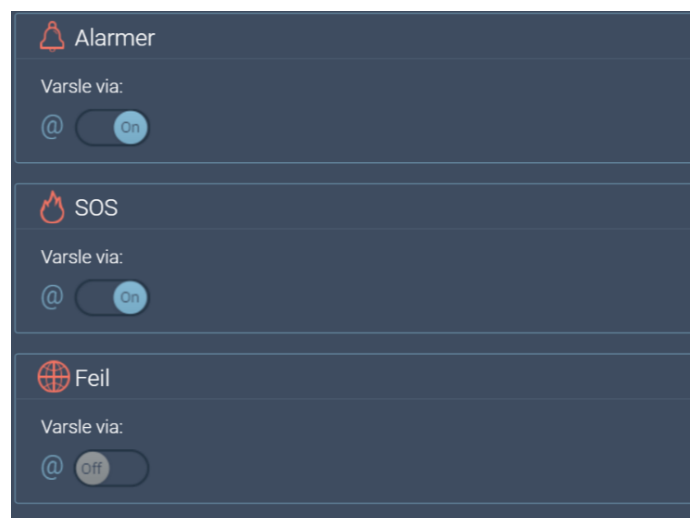 Alarmer
Varsle via:
@ On
SOS
Varsle via:
@ On
Feil
Varsle via:
@ Off